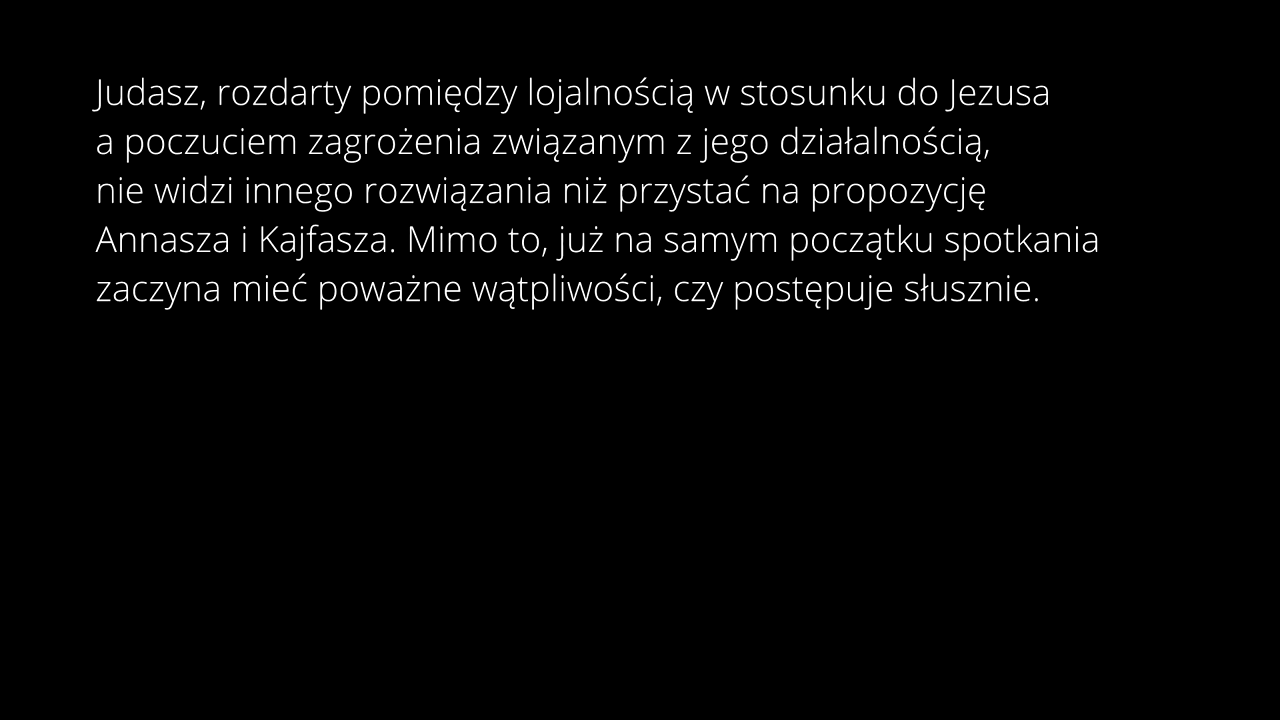 Judasz, rozdarty pomiędzy lojalnością w stosunku do Jezusa
a poczuciem zagrożenia związanym z jego działalnością,
nie widzi innego rozwiązania niż przystać na propozycję
Annasza i Kajfasza. Mimo to, już na samym początku spotkania
zaczyna mieć poważne wątpliwości, czy postępuje słusznie.